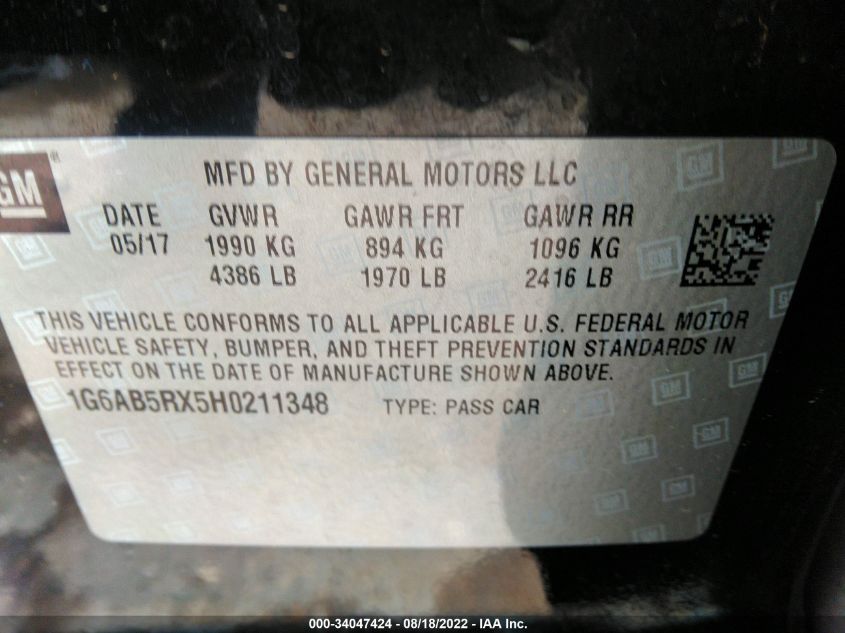 GM®
MFD BY GENERAL MOTORS LLC
DATE GVWR GAWR FRT GAWR RR
05/17 1990 KG 894 KG 1096 KG
4386 LB 1970 LB 2416 LB
THIS VEHICLE CONFORMS TO ALL APPLICABLE U.S. FEDERAL MOTOR
VEHICLE SAFETY, BUMPER, AND THEFT PREVENTION STANDARDS IN
EFFECT ON THE DATE OF MANUFACTURE SHOWN ABOVE.
1G6AB5RX5H0211348 TYPE: PASS CAR
000-34047424 - 08/18/2022 - IAA Inc.